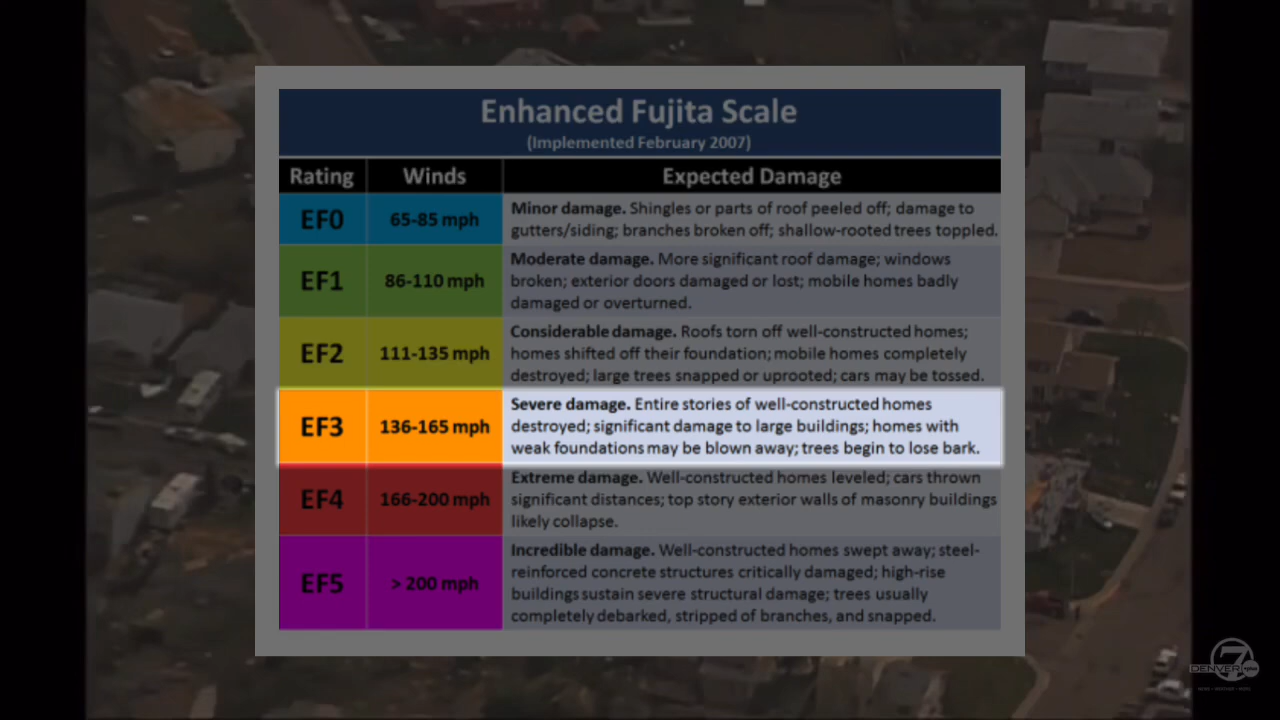 Enhanced Fujita Scale
(Implemented February 2007)
Rating Winds Expected Damage
EF0 65-85 mph Minor damage. Shingles or parts of roof peeled off; damage to
gutters/siding; branches broken off; shallow-rooted trees toppled.
EF1 86-110 mph Moderate damage. More significant roof damage; windows
broken; exterior doors damaged or lost; mobile homes badly
damaged or overturned.
EF2 111-135 mph Considerable damage. Roofs torn off well-constructed homes;
homes shifted off their foundation; mobile homes completely
destroyed; large trees snapped or uprooted; cars may be tossed.
EF3 136-165 mph Severe damage. Entire stories of well-constructed homes
destroyed; significant damage to large buildings; homes with
weak foundations may be blown away; trees begin to lose bark.
EF4 166-200 mph Extreme damage. Well-constructed homes leveled; cars thrown
significant distances; top story exterior walls of masonry buildings
likely collapse.
EF5 > 200 mph Incredible damage. Well-constructed homes swept away; steel-
reinforced concrete structures critically damaged; high-rise
buildings sustain severe structural damage; trees usually
completely debarked, stripped of branches, and snapped.
DENVER 7